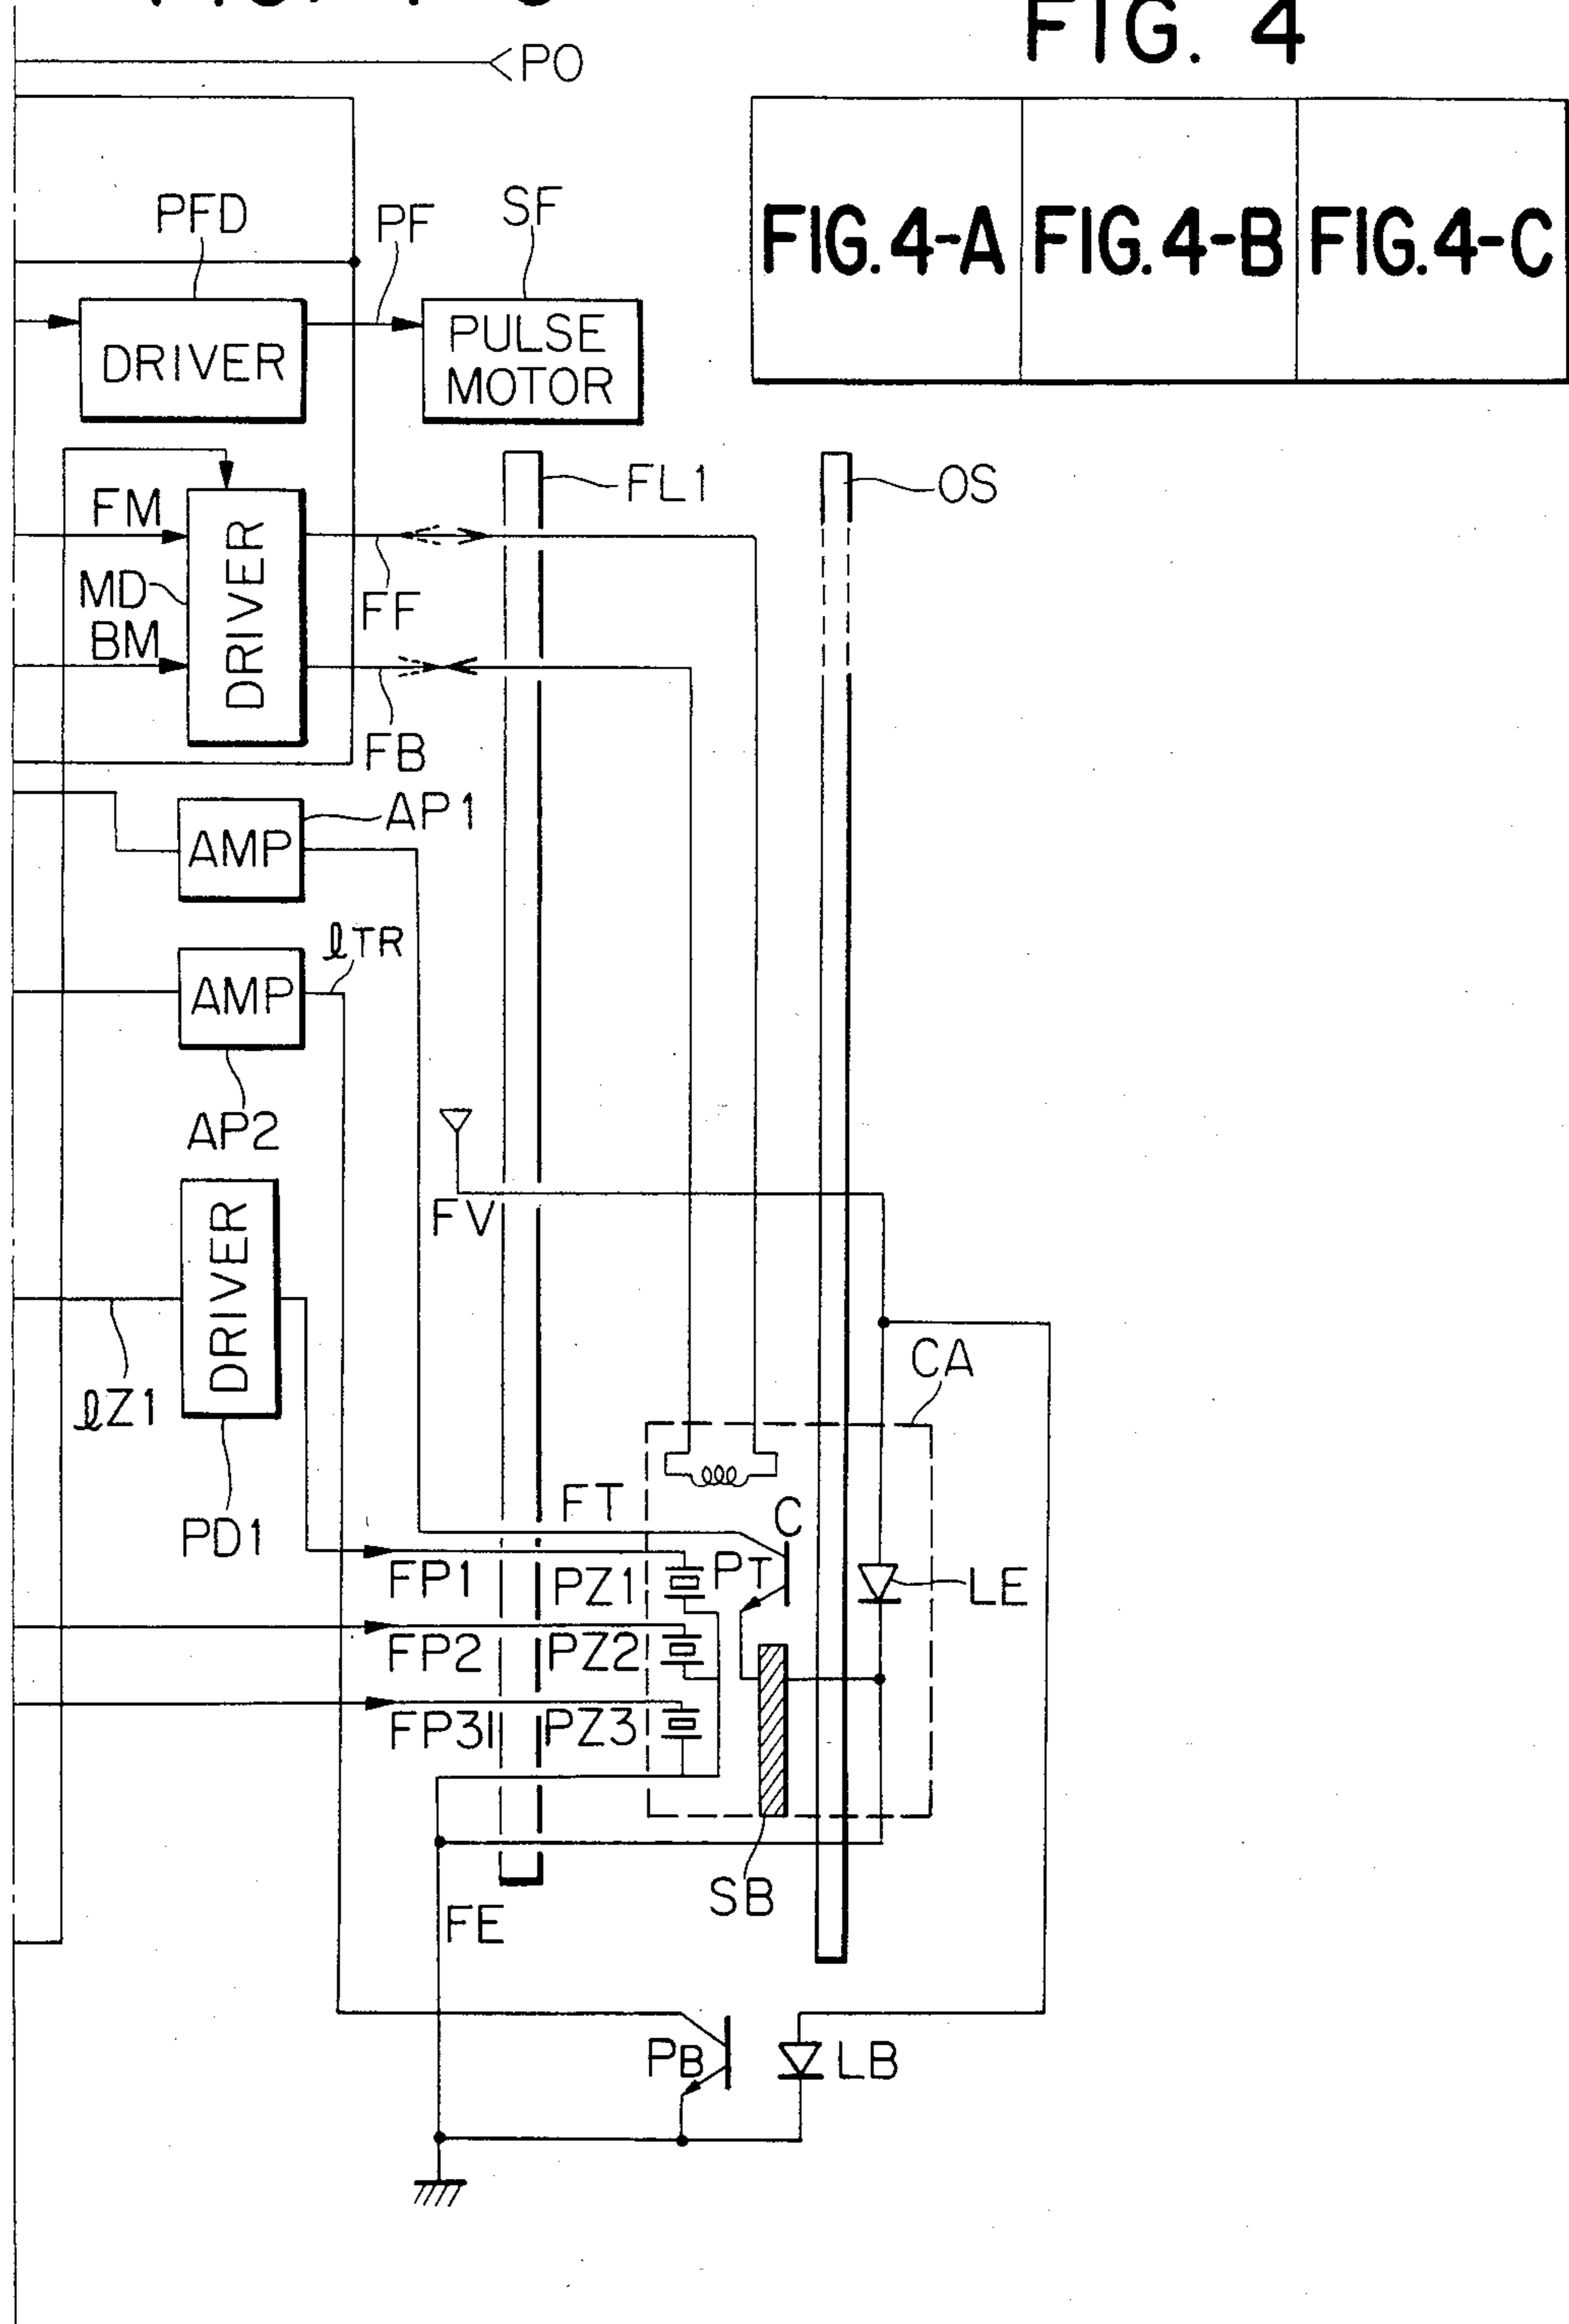 FIG. 4
PO
FIG.4-A
FIG.4-B
FIG.4-C
PFD
PF
SF
DRIVER
PULSE
MOTOR
FL1
OS
FM
MD
BM
DRIVER
FF
FB
AP1
AMP
ℓTR
AMP
AP2
FV
DRIVER
ℓZ1
PD1
CA
FT
C
FP1
PZ1
PT
LE
FP2
PZ2
FP3
PZ3
SB
FE
PB
LB